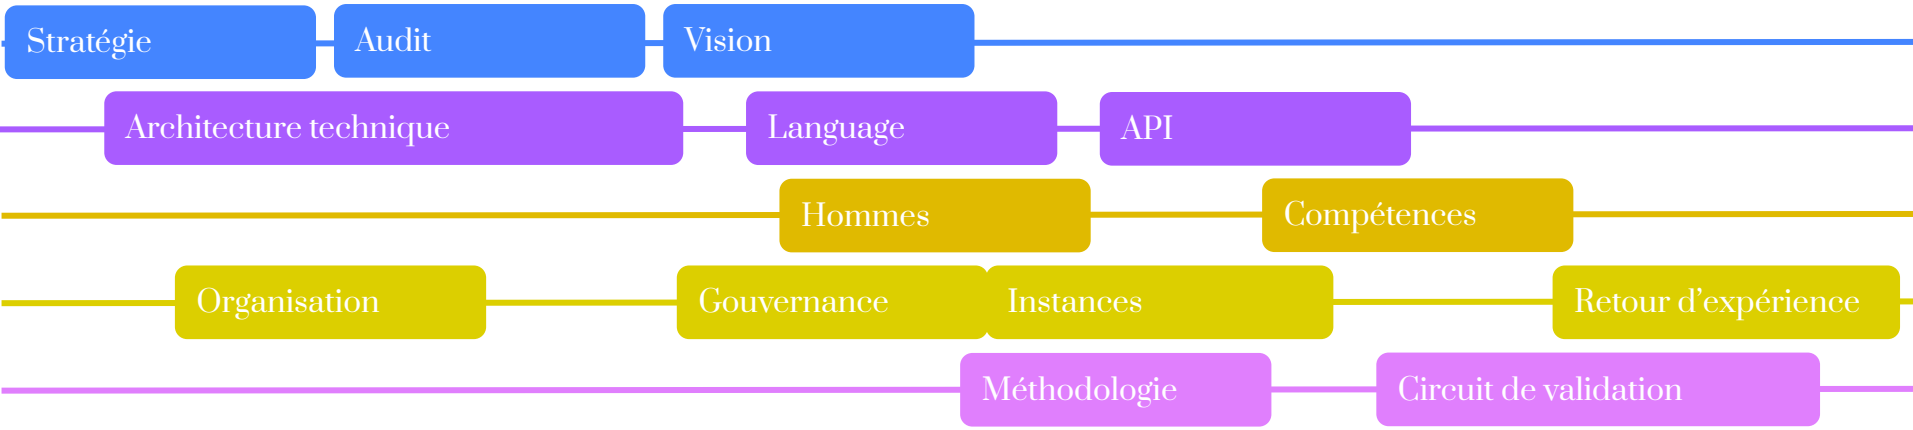 Stratégie
Audit
Vision
Architecture technique
Language
API
Hommes
Compétences
Organisation
Gouvernance
Instances
Retour d’expérience
Méthodologie
Circuit de validation